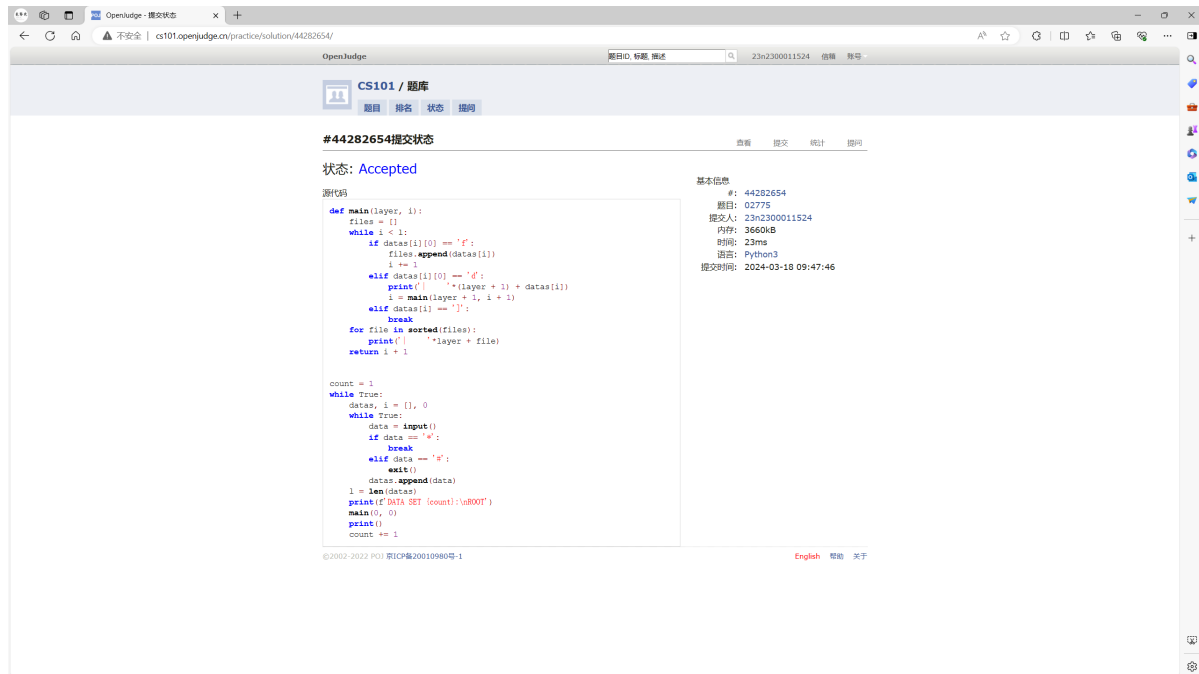 OpenJudge - 提交状态
不安全 | cs101.openjudge.cn/practice/solution/44282654/
OpenJudge
题目ID, 标题, 描述
23n2300011524 信箱 账号
CS101 / 题库
题目 排名 状态 提问
#44282654提交状态
查看 提交 统计 提问
状态: Accepted
源代码
def main(layer, i):
    files = []
    while i < l:
        if datas[i][0] == 'f':
            files.append(datas[i])
            i += 1
        elif datas[i][0] == 'd':
            print('|     '*(layer + 1) + datas[i])
            i = main(layer + 1, i + 1)
        elif datas[i] == ']':
            break
    for file in sorted(files):
        print('|     '*layer + file)
    return i + 1
count = 1
while True:
    datas, i = [], 0
    while True:
        data = input()
        if data == '*':
            break
        elif data == '#':
            exit()
        datas.append(data)
    l = len(datas)
    print(f'DATA SET {count}:\nROOT')
    main(0, 0)
    print()
    count += 1
基本信息
#: 44282654
题目: 02775
提交人: 23n2300011524
内存: 3660kB
时间: 23ms
语言: Python3
提交时间: 2024-03-18 09:47:46
©2002-2022 POJ 京ICP备20010980号-1
English 帮助 关于